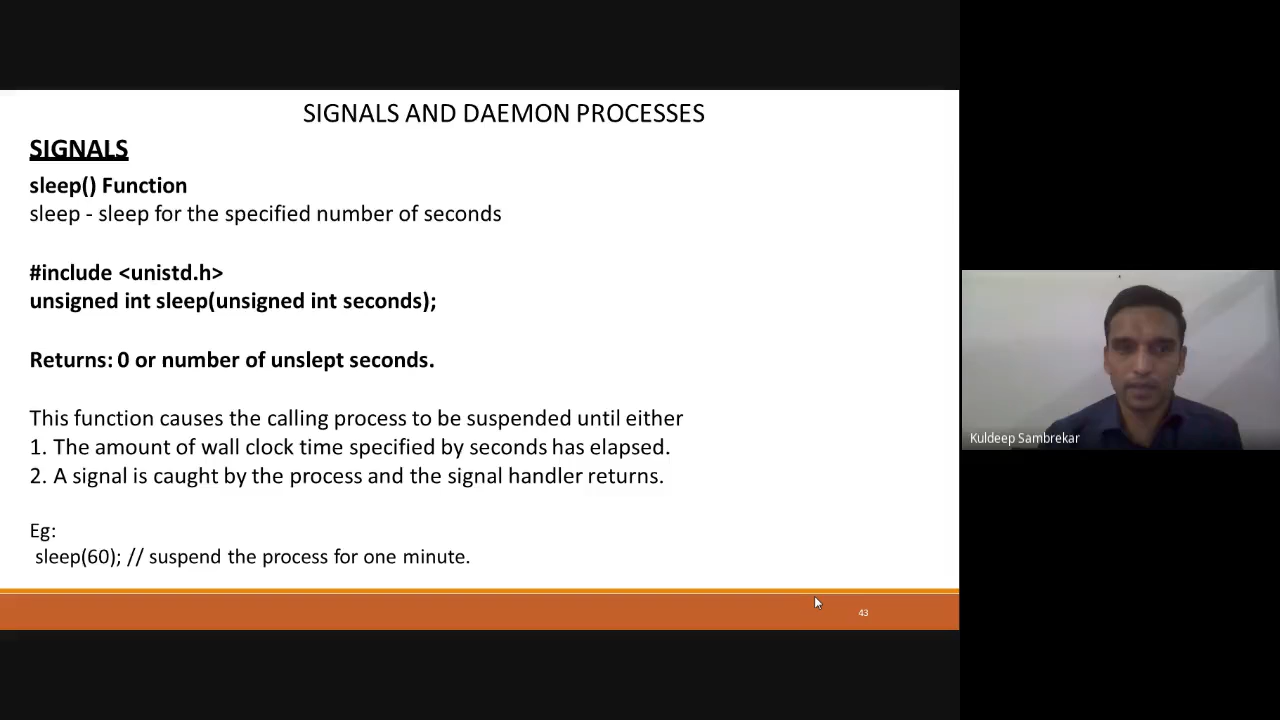 SIGNALS AND DAEMON PROCESSES
SIGNALS
sleep() Function
sleep - sleep for the specified number of seconds
#include <unistd.h>
unsigned int sleep(unsigned int seconds);
Returns: 0 or number of unslept seconds.
This function causes the calling process to be suspended until either
1. The amount of wall clock time specified by seconds has elapsed.
2. A signal is caught by the process and the signal handler returns.
Eg:
sleep(60); // suspend the process for one minute.
43
Kuldeep Sambrekar